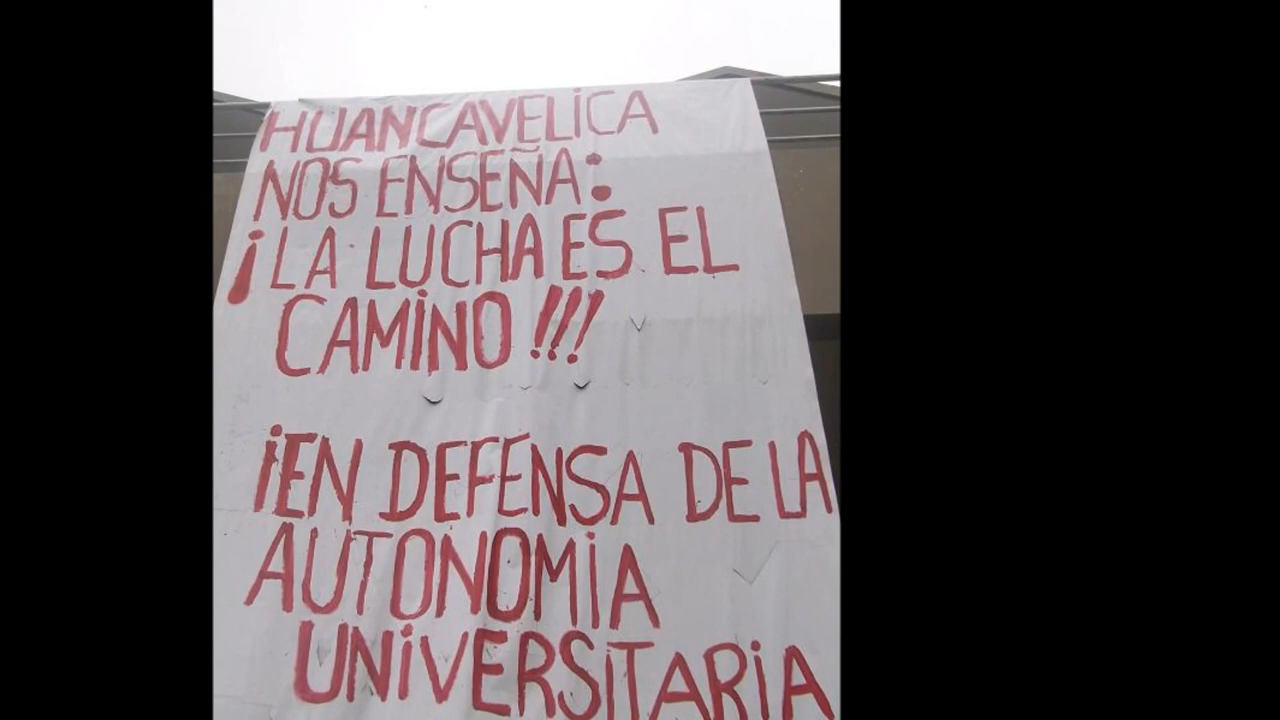 HUANCAVELICA
NOS ENSEÑA:
¡LA LUCHA ES EL
CAMINO!!!
¡EN DEFENSA DE LA
AUTONOMIA
UNIVERSITARIA